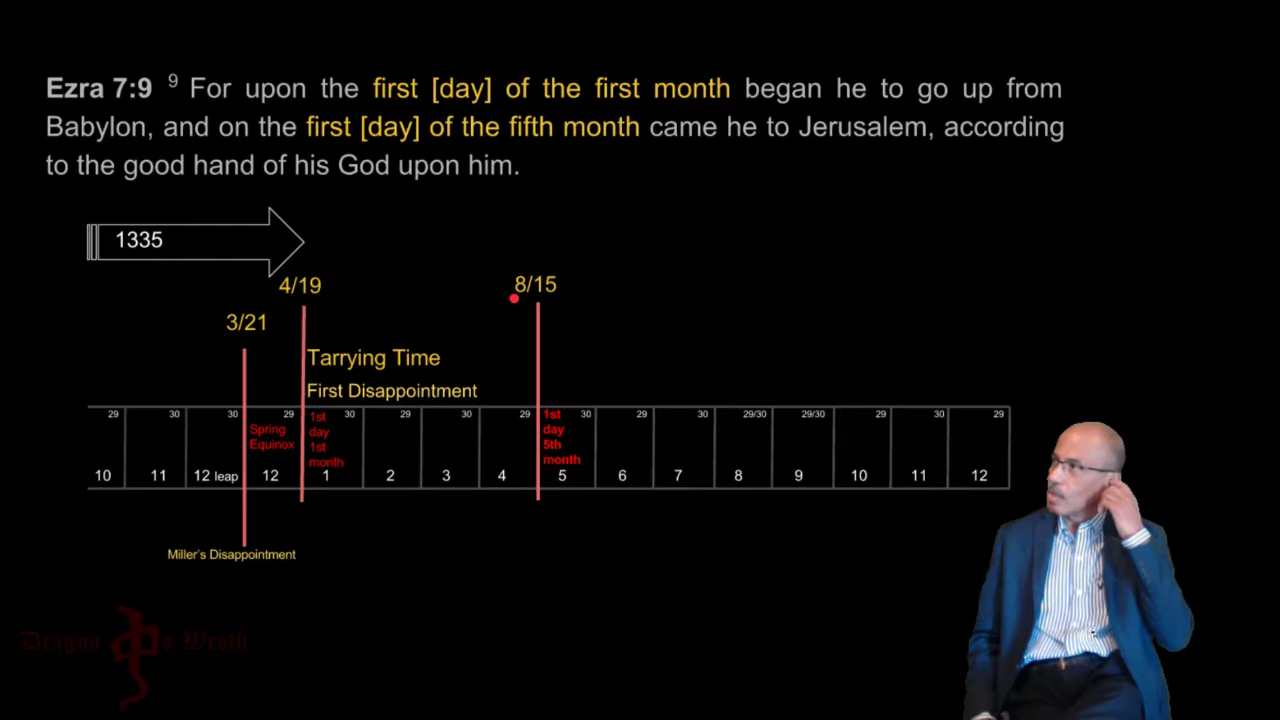 Ezra 7:9 9 For upon the first [day] of the first month began he to go up from
Babylon, and on the first [day] of the fifth month came he to Jerusalem, according
to the good hand of his God upon him.
1335
4/19
8/15
3/21
Tarrying Time
First Disappointment
29 30 30 29 30 29 30 29 30 29 30 29/30 29/30 29 30 29
Spring
Equinox
1st
day
1st
month
1st
day
5th
month
10 11 12 leap 12 1 2 3 4 5 6 7 8 9 10 11 12
Miller's Disappointment
Dragon s Wrath